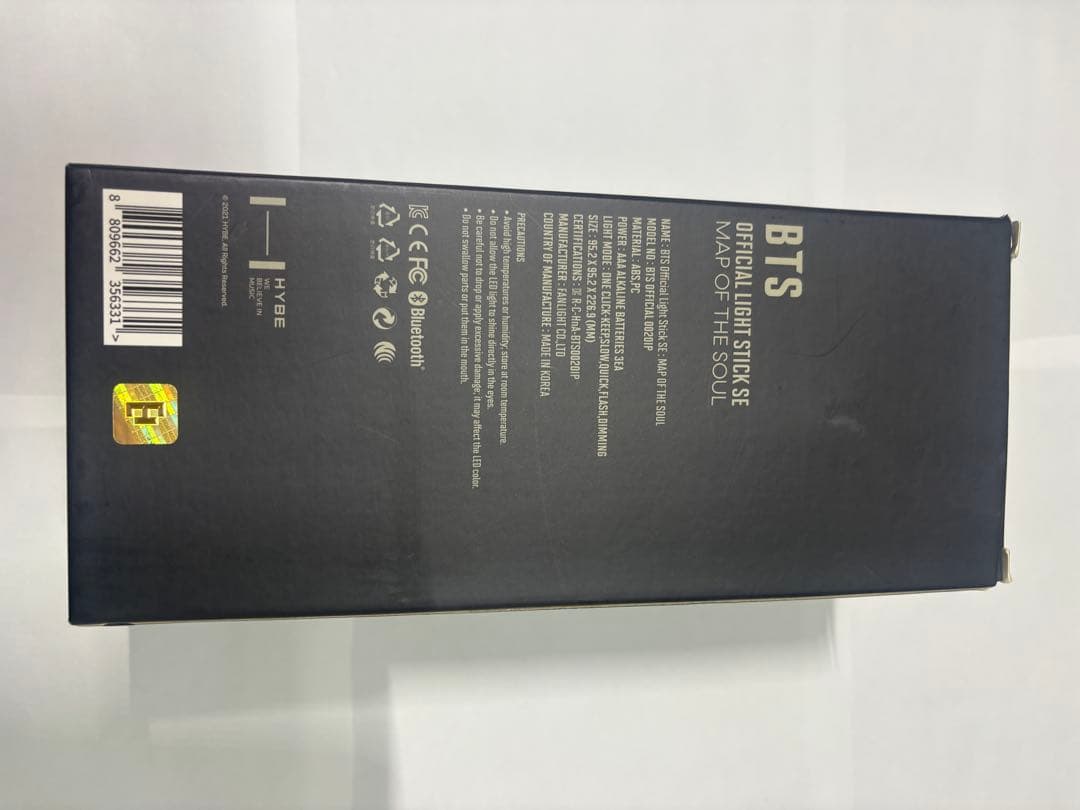 BTS
OFFICIAL LIGHT STICK SE
MAP OF THE SOUL
NAME : BTS Official Light Stick SE : MAP OF THE SOUL
MODEL NO : BTS OFFICIAL 0020IP
MATERIAL : ABS,PC
POWER : AAA ALKALINE BATTERIES 3EA
LIGHT MODE : ONE CLICK-KEEP,SLOW,QUICK,FLASH,DIMMING
SIZE : 95.2 X 95.2 X 226.9 (MM)
CERTIFICATIONS : R-C-HnA-BTS0020IP
MANUFACTURER : FANLIGHT CO.,LTD
COUNTRY OF MANUFACTURE : MADE IN KOREA
PRECAUTIONS
• Avoid high temperatures or humidity, store at room temperature.
• Do not allow the LED light to shine directly in the eyes.
• Be careful not to drop or apply excessive damage; it may affect the LED color.
• Do not swallow parts or put them in the mouth.
CE FC Bluetooth®
HYBE
WE
BELIEVE IN
MUSIC
© 2021 HYBE. All Rights Reserved.
8 809662 356331 >